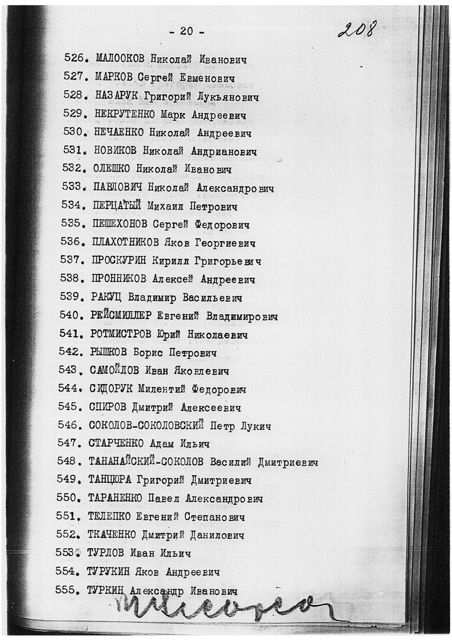 - 20 -
208
526. МАЛООКОВ Николай Иванович
527. МАРКОВ Сергей Евменович
528. НАЗАРУК Григорий Лукьянович
529. НЕКРУТЕНКО Марк Андреевич
530. НЕЧАЕНКО Николай Андреевич
531. НОВИКОВ Николай Андрианович
532. ОЛЕШКО Николай Иванович
533. ПАВЛОВИЧ Николай Александрович
534. ПЕРЦАТЫЙ Михаил Петрович
535. ПЕШЕХОНОВ Сергей Федорович
536. ПЛАХОТНИКОВ Яков Георгиевич
537. ПРОСКУРИН Кирилл Григорьевич
538. ПРОННИКОВ Алексей Андреевич
539. РАКУЦ Владимир Васильевич
540. РЕЙСМИЛЛЕР Евгений Владимирович
541. РОТМИСТРОВ Юрий Николаевич
542. РЫШКОВ Борис Петрович
543. САМОЙЛОВ Иван Яковлевич
544. СИДОРУК Милентий Федорович
545. СПИРОВ Дмитрий Алексеевич
546. СОКОЛОВ-СОКОЛОВСКИЙ Петр Лукич
547. СТАРЧЕНКО Адам Ильич
548. ТАНАНАЙСКИЙ-СОКОЛОВ Василий Дмитриевич
549. ТАНЦЮРА Григорий Дмитриевич
550. ТАРАНЕНКО Павел Александрович
551. ТЕЛЕПКО Евгений Степанович
552. ТКАЧЕНКО Дмитрий Данилович
553. ТУРЛОВ Иван Ильич
554. ТУРУКИН Яков Андреевич
555. ТУРКИН Александр Иванович